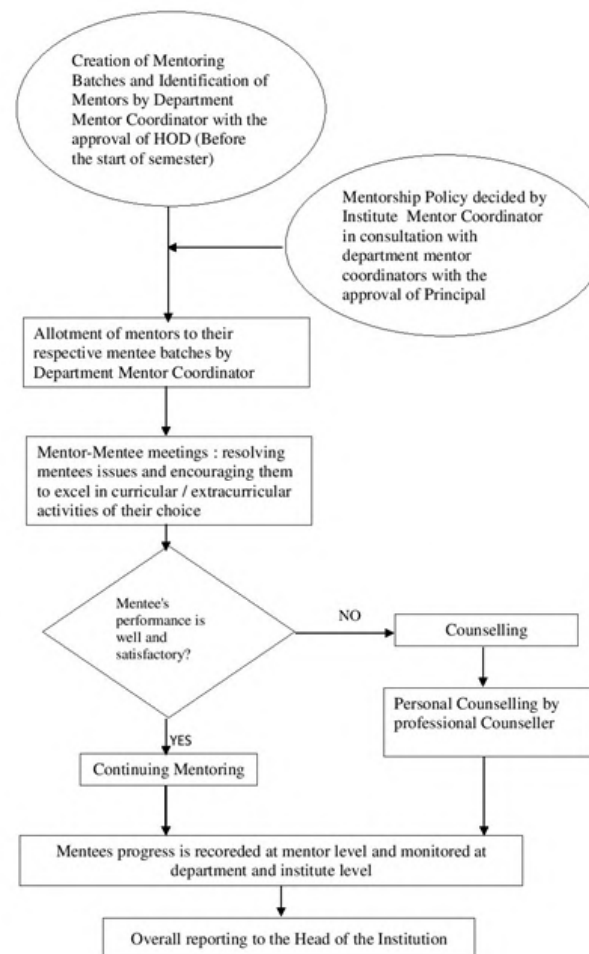 Creation of Mentoring
Batches and Identification of
Mentors by Department
Mentor Coordinator with the
approval of HOD (Before
the start of semester)
Mentorship Policy decided by
Institute Mentor Coordinator
in consultation with
department mentor
coordinators with the
approval of Principal
Allotment of mentors to their
respective mentee batches by
Department Mentor Coordinator
Mentor-Mentee meetings : resolving
mentees issues and encouraging them
to excel in curricular / extracurricular
activities of their choice
Mentee's
performance is
well and
satisfactory?
NO
Counselling
Personal Counselling by
professional Counseller
YES
Continuing Mentoring
Mentees progress is recoreded at mentor level and monitored at
department and institute level
Overall reporting to the Head of the Institution